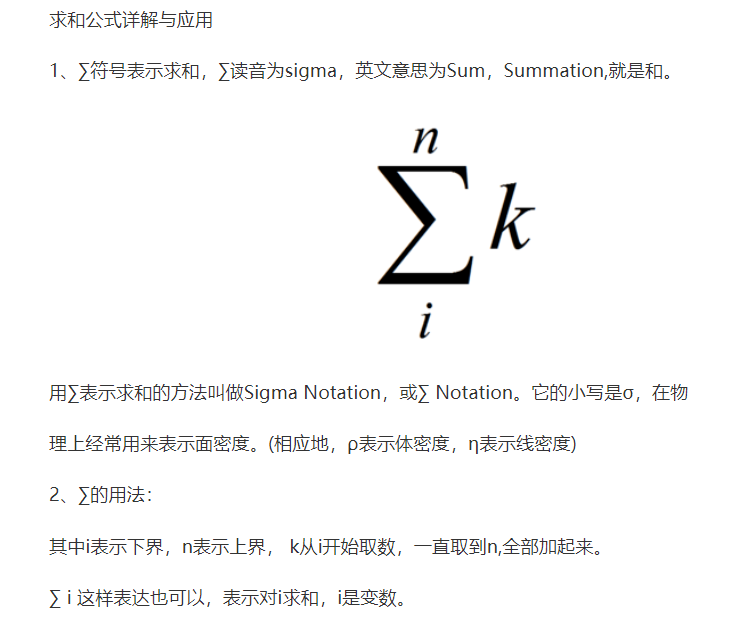 求和公式详解与应用
1、∑符号表示求和，∑读音为sigma，英文意思为Sum，Summation,就是和。
n
∑ k
i
用∑表示求和的方法叫做Sigma Notation，或∑ Notation。它的小写是σ，在物
理上经常用来表示面密度。(相应地，ρ表示体密度，η表示线密度)
2、∑的用法：
其中i表示下界，n表示上界， k从i开始取数，一直取到n,全部加起来。
∑ i 这样表达也可以，表示对i求和，i是变数。